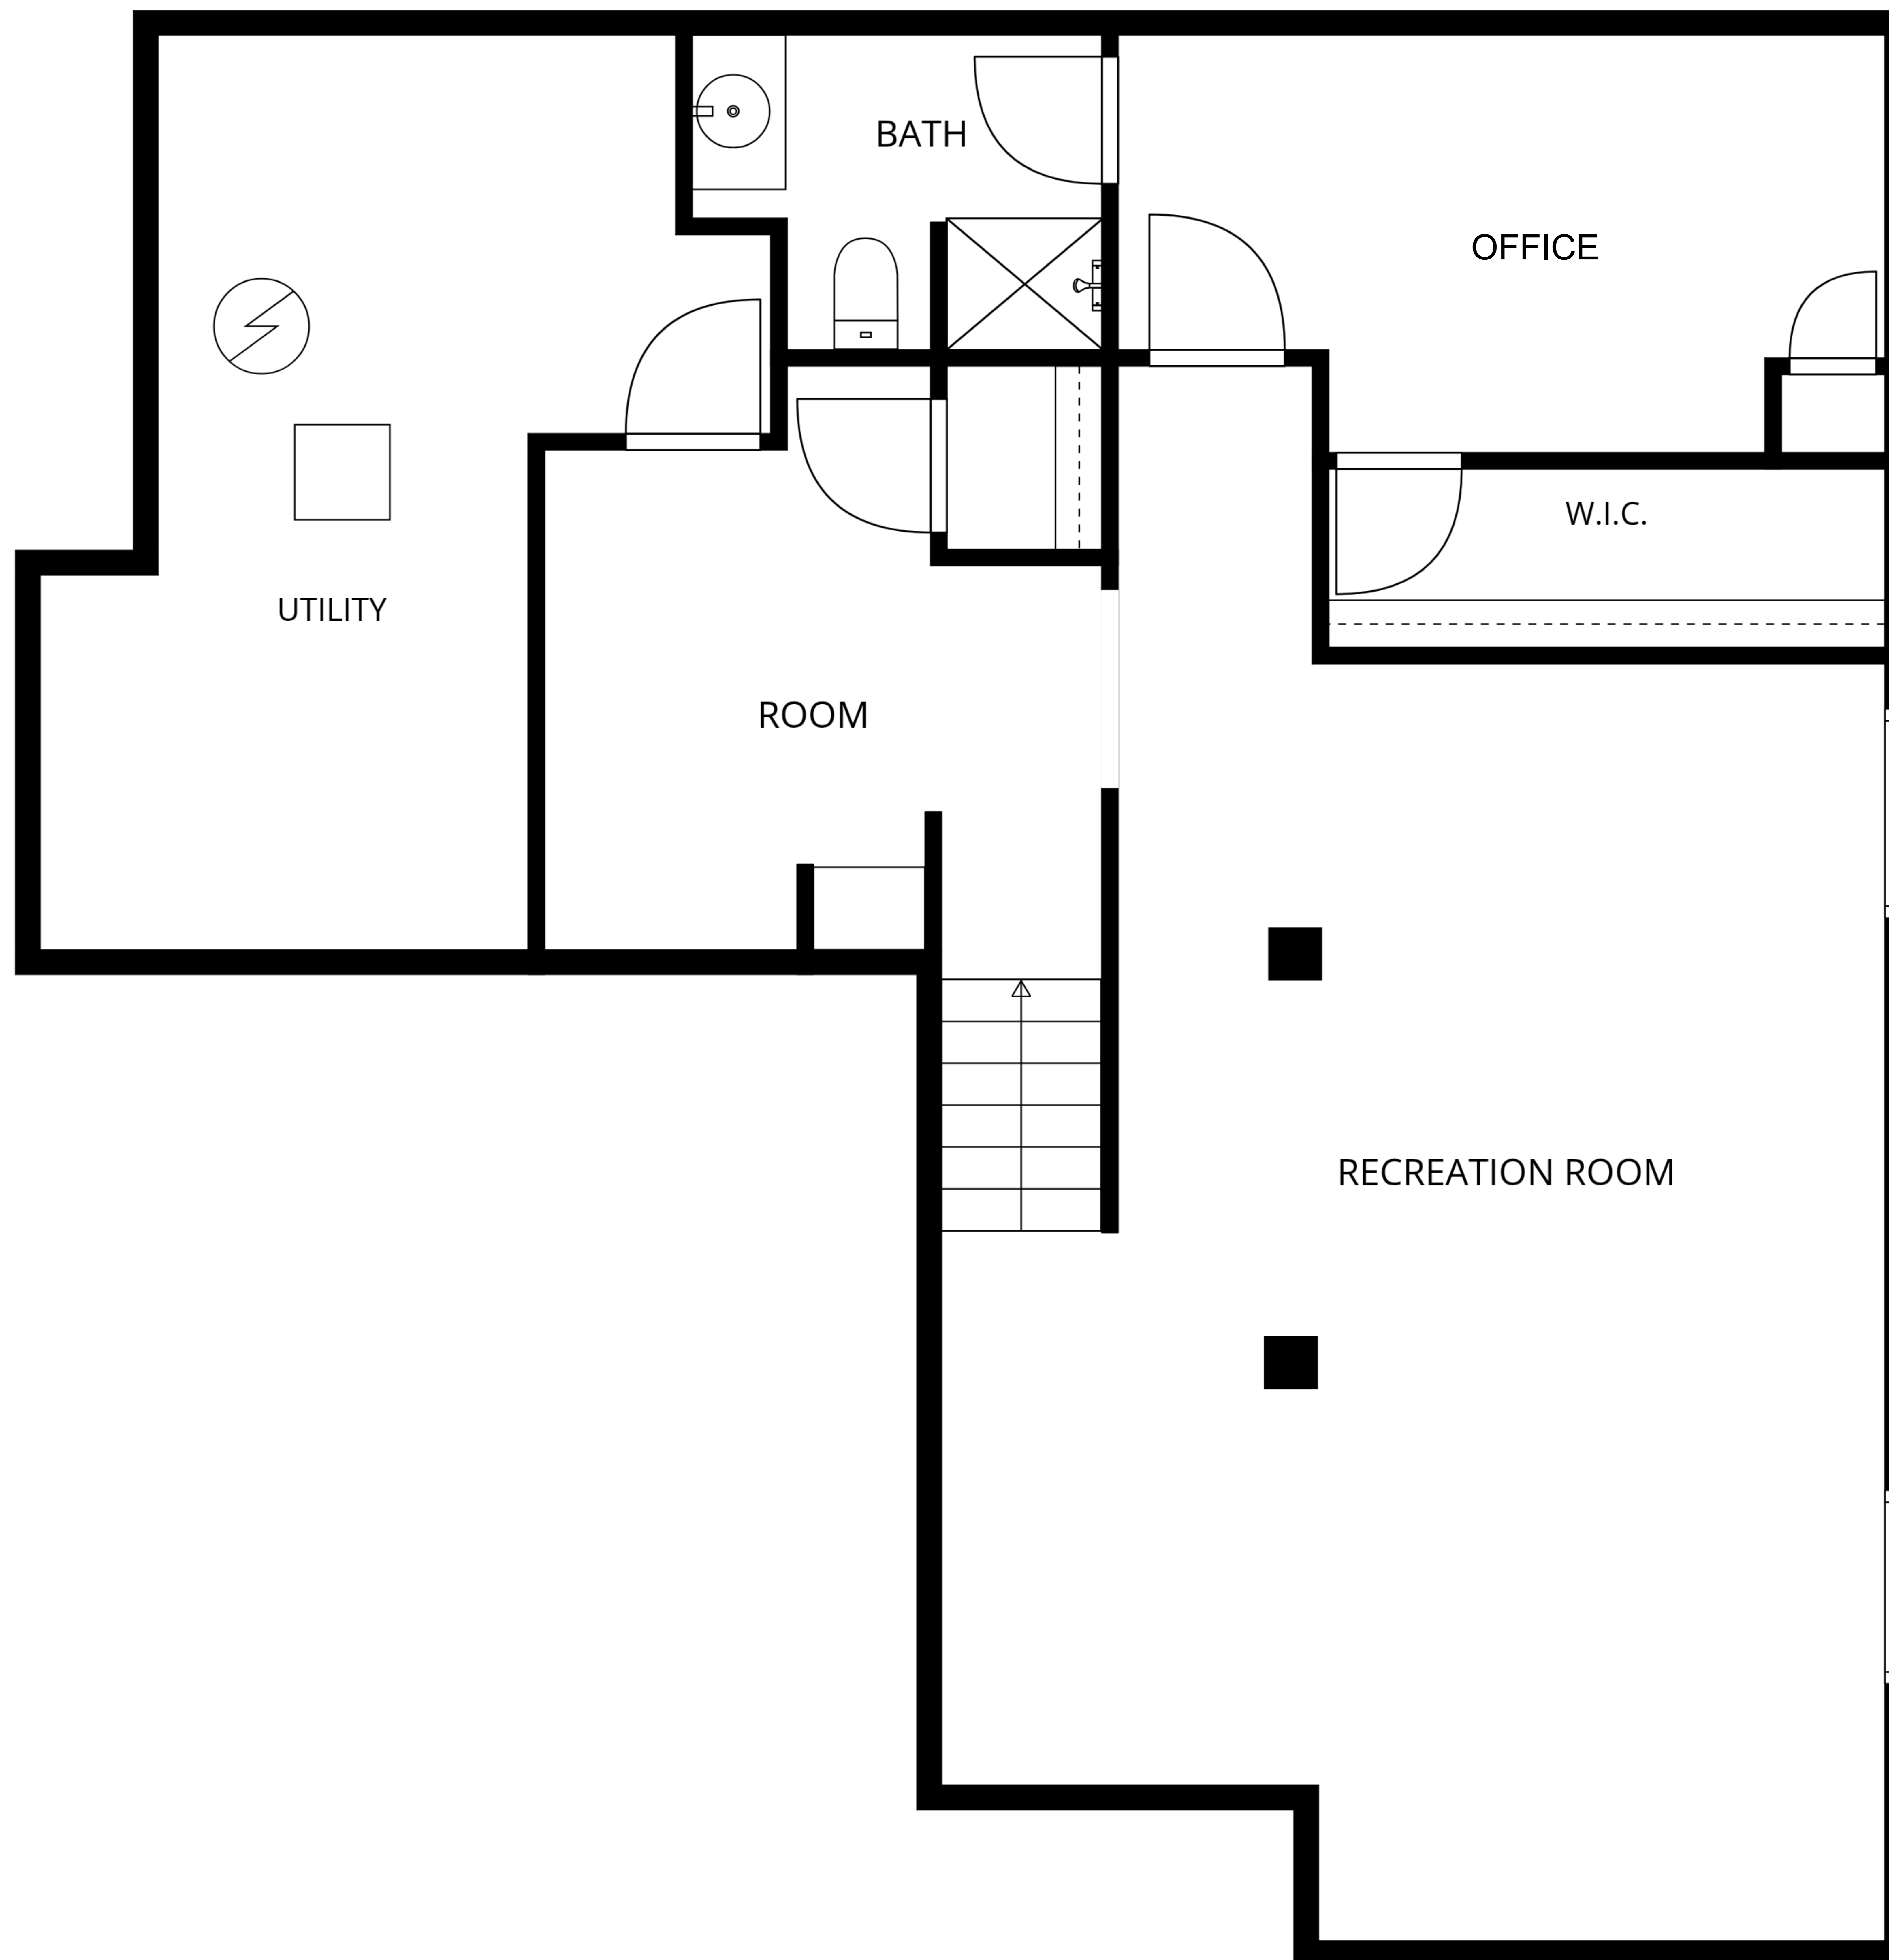 BATH
OFFICE
W.I.C.
UTILITY
ROOM
RECREATION ROOM